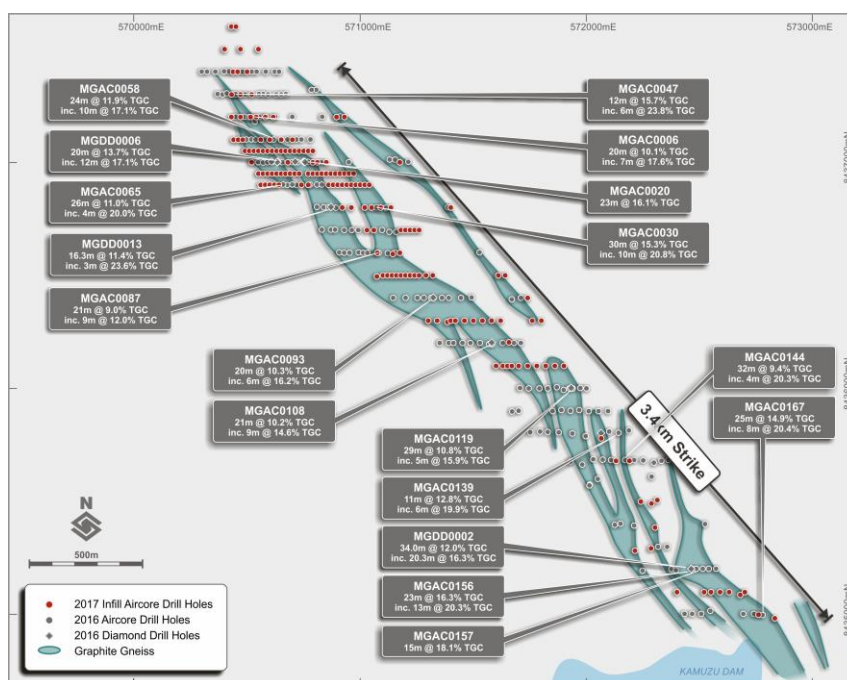 570000mE
571000mE
572000mE
573000mE
MGAC0058
24m @ 11.9% TGC
inc. 10m @ 17.1% TGC
MGDD0006
20m @ 13.7% TGC
inc. 12m @ 17.1% TGC
MGAC0065
26m @ 11.0% TGC
inc. 4m @ 20.0% TGC
MGDD0013
16.3m @ 11.4% TGC
inc. 3m @ 23.6% TGC
MGAC0087
21m @ 9.0% TGC
inc. 9m @ 12.0% TGC
MGAC0047
12m @ 15.7% TGC
inc. 6m @ 23.8% TGC
MGAC0006
20m @ 10.1% TGC
inc. 7m @ 17.6% TGC
MGAC0020
23m @ 16.1% TGC
MGAC0030
30m @ 15.3% TGC
inc. 10m @ 20.8% TGC
8437000mN
MGAC0093
20m @ 10.3% TGC
inc. 6m @ 16.2% TGC
MGAC0108
21m @ 10.2% TGC
inc. 9m @ 14.6% TGC
MGAC0144
32m @ 9.4% TGC
inc. 4m @ 20.3% TGC
MGAC0167
25m @ 14.9% TGC
inc. 8m @ 20.4% TGC
8436000mN
3.4km Strike
MGAC0119
29m @ 10.8% TGC
inc. 5m @ 15.9% TGC
MGAC0139
11m @ 12.8% TGC
inc. 6m @ 19.9% TGC
MGDD0002
34.0m @ 12.0% TGC
inc. 20.3m @ 16.3% TGC
MGAC0156
23m @ 16.3% TGC
inc. 13m @ 20.3% TGC
MGAC0157
15m @ 18.1% TGC
8435000mN
N
500m
2017 Infill Aircore Drill Holes
2016 Aircore Drill Holes
2016 Diamond Drill Holes
Graphite Gneiss
KAMUZU DAM